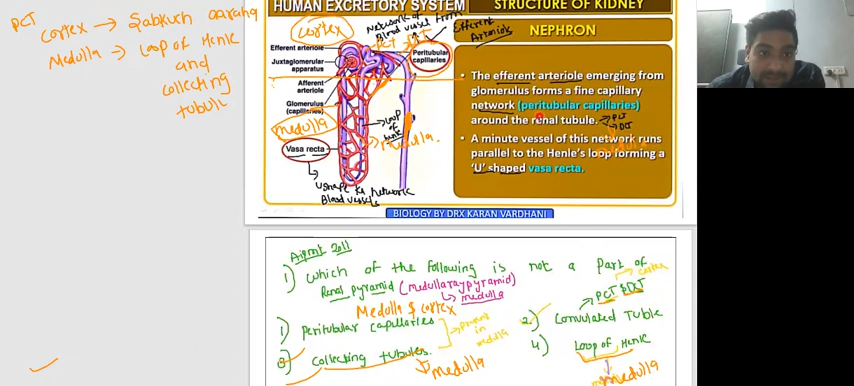 PCT
Cortex → Sabkuch
Medulla → Loop of Henle
and
collecting
tubule
HUMAN EXCRETORY SYSTEM
cortex
Network of
Blood vessel
Efferent arteriole
Juxtaglomerular
apparatus
Afferent
arteriole
Glomerulus
(capillaries)
medulla
Vasa recta
Peritubular
capillaries
loop
of
henle
medulla.
Ushape ka network
Blood vessels
STRUCTURE OF KIDNEY
Efferent
Arteriole
NEPHRON
The efferent arteriole emerging from
glomerulus forms a fine capillary
network (peritubular capillaries)
around the renal tubule.
→ PCT
→ DCT
A minute vessel of this network runs
parallel to the Henle's loop forming a
'U' shaped vasa recta.
BIOLOGY BY DRX KARAN VARDHANI
Aipmt 2011
1) Which of the following is not a part of
Renal pyramid (medullaraypyramid)
→ medulla
→ cortex
PCT & DCT
Medulla & cortex
1) Peritubular capillaries
2) Convulated Tuble
→ present
in
medulla
3) Collecting tubules.
4) Loop of Henle
→ medulla
medulla